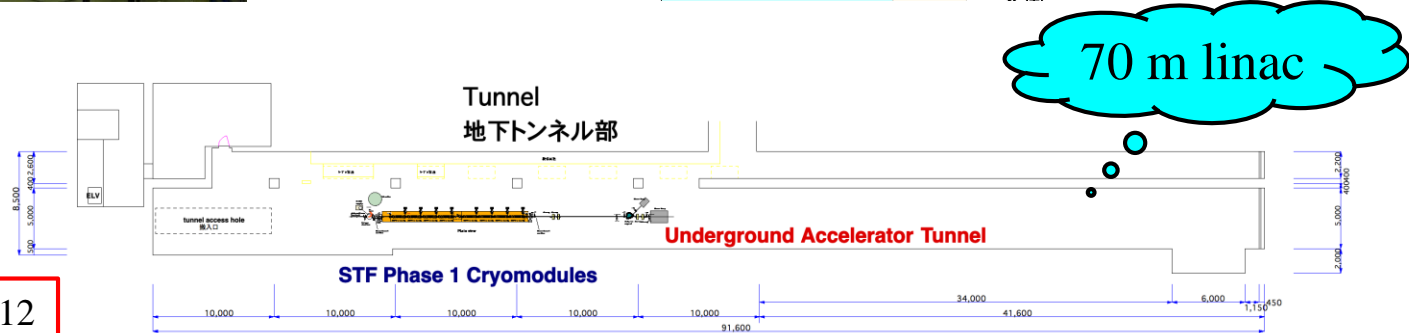 70 m linac
Tunnel
地下トンネル部
ELV
tunnel access hole
搬入口
8,500
2,600
400
5,000
500
2,200
400
400
5,000
2,000
Underground Accelerator Tunnel
STF Phase 1 Cryomodules
12
10,000
10,000
10,000
10,000
10,000
34,000
6,000
1,150
450
41,600
91,600